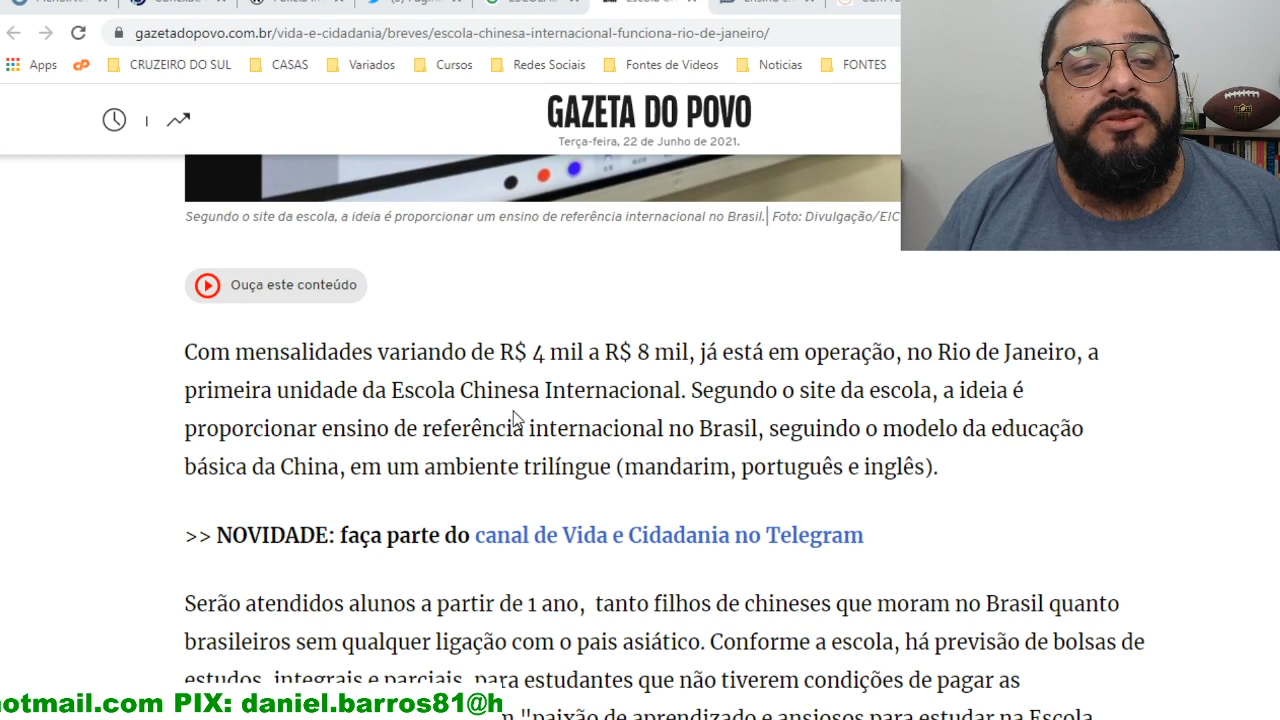 gazetadopovo.com.br/vida-e-cidadania/breves/escola-chinesa-internacional-funciona-rio-de-janeiro/
Apps CRUZEIRO DO SUL CASAS Variados Cursos Redes Sociais Fontes de Videos Noticias FONTES
GAZETA DO POVO
Terça-feira, 22 de Junho de 2021.
Segundo o site da escola, a ideia é proporcionar um ensino de referência internacional no Brasil.| Foto: Divulgação/EIC
Ouça este conteúdo
Com mensalidades variando de R$ 4 mil a R$ 8 mil, já está em operação, no Rio de Janeiro, a
primeira unidade da Escola Chinesa Internacional. Segundo o site da escola, a ideia é
proporcionar ensino de referência internacional no Brasil, seguindo o modelo da educação
básica da China, em um ambiente trilíngue (mandarim, português e inglês).
>> NOVIDADE: faça parte do canal de Vida e Cidadania no Telegram
Serão atendidos alunos a partir de 1 ano, tanto filhos de chineses que moram no Brasil quanto
brasileiros sem qualquer ligação com o pais asiático. Conforme a escola, há previsão de bolsas de
estudos, integrais e parciais, para estudantes que não tiverem condições de pagar as
"paixão de aprendizado e ansiosos para estudar na Escola
otmail.com PIX: daniel.barros81@h